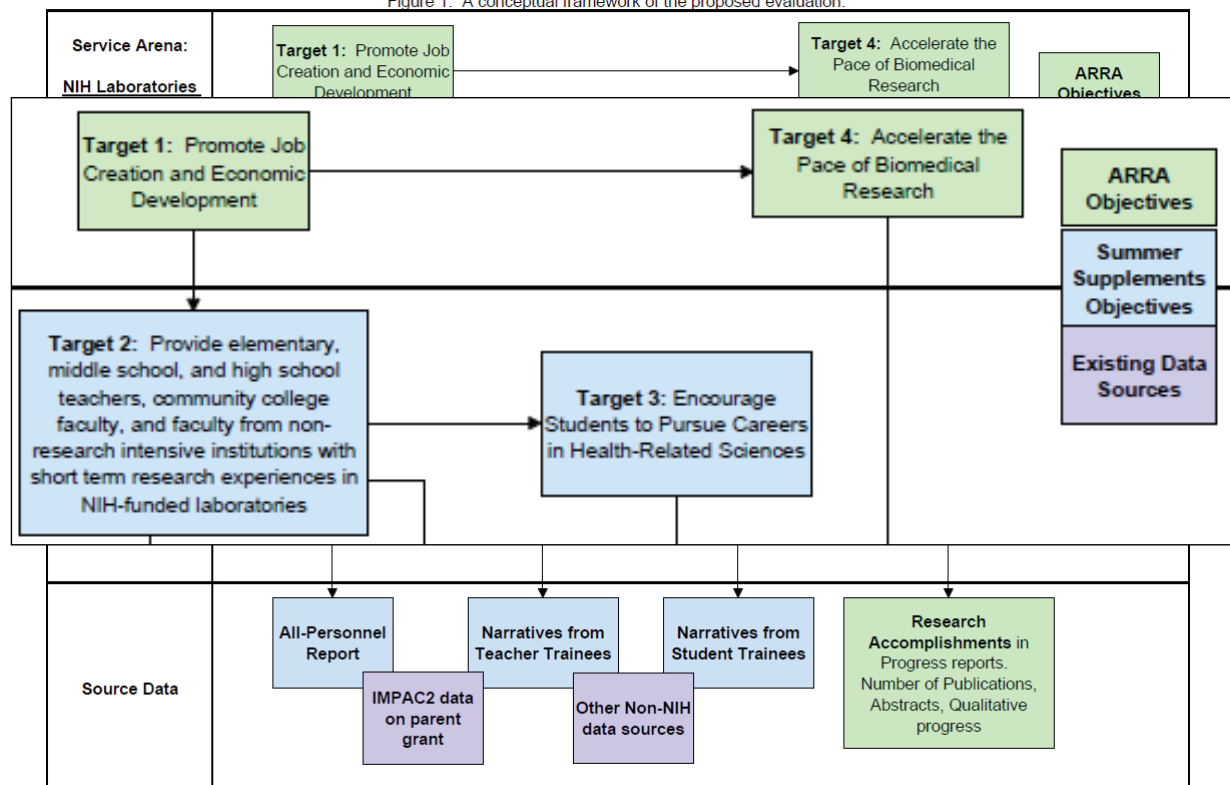 Figure 1. A conceptual framework of the proposed evaluation.
Service Arena:
NIH Laboratories
Target 1: Promote Job
Creation and Economic
Development
Target 4: Accelerate the
Pace of Biomedical
Research
ARRA
Objectives
Target 1: Promote Job
Creation and Economic
Development
Target 4: Accelerate the
Pace of Biomedical
Research
ARRA
Objectives
Summer
Supplements
Objectives
Existing Data
Sources
Target 2: Provide elementary,
middle school, and high school
teachers, community college
faculty, and faculty from non-
research intensive institutions with
short term research experiences in
NIH-funded laboratories
Target 3: Encourage
Students to Pursue Careers
in Health-Related Sciences
Source Data
All-Personnel
Report
IMPAC2 data
on parent
grant
Narratives from
Teacher Trainees
Other Non-NIH
data sources
Narratives from
Student Trainees
Research
Accomplishments in
Progress reports.
Number of Publications,
Abstracts, Qualitative
progress